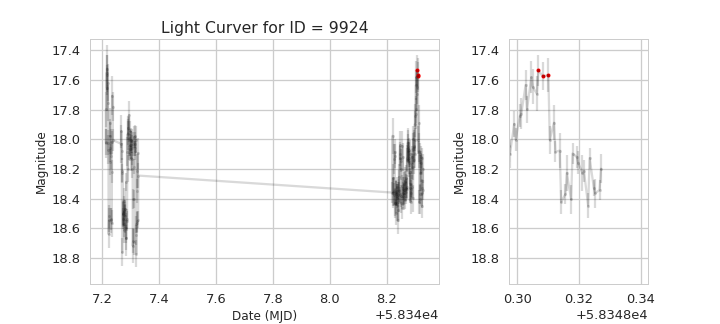 Light Curver for ID = 9924
Magnitude
17.4
17.6
17.8
18.0
18.2
18.4
18.6
18.8
7.2 7.4 7.6 7.8 8.0 8.2
Date (MJD)
+5.834e4
Magnitude
17.4
17.6
17.8
18.0
18.2
18.4
18.6
18.8
0.30 0.32 0.34
+5.8348e4